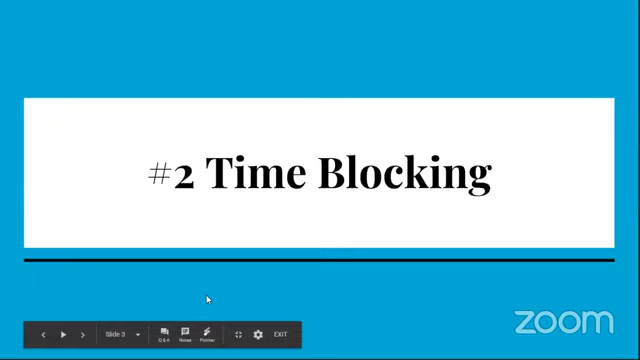 #2 Time Blocking
Slide 3
Q & A
Notes
Pointer
EXIT
zoom